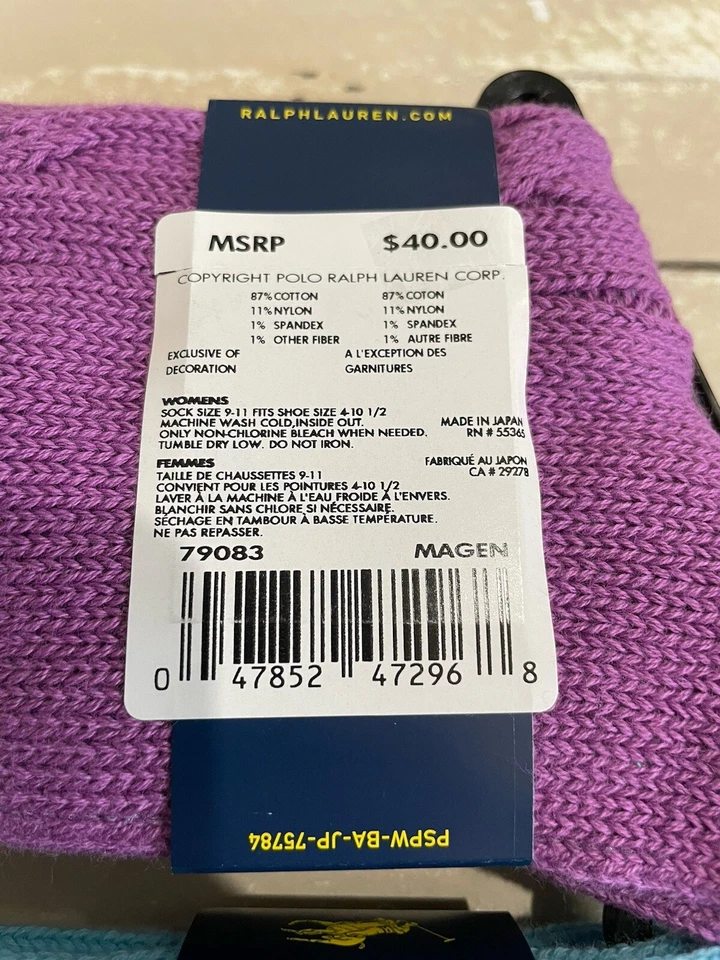 RALPHLAUREN.COM
MSRP $40.00
COPYRIGHT POLO RALPH LAUREN CORP.
87% COTTON 87% COTON
11% NYLON 11% NYLON
1% SPANDEX 1% SPANDEX
1% OTHER FIBER 1% AUTRE FIBRE
EXCLUSIVE OF A L'EXCEPTION DES
DECORATION GARNITURES
WOMENS
SOCK SIZE 9-11 FITS SHOE SIZE 4-10 1/2
MACHINE WASH COLD,INSIDE OUT. MADE IN JAPAN
ONLY NON-CHLORINE BLEACH WHEN NEEDED. RN # 55365
TUMBLE DRY LOW. DO NOT IRON.
FEMMES FABRIQUÉ AU JAPON
TAILLE DE CHAUSSETTES 9-11 CA # 29278
CONVIENT POUR LES POINTURES 4-10 1/2
LAVER À LA MACHINE À L'EAU FROIDE À L'ENVERS.
BLANCHIR SANS CHLORE SI NÉCESSAIRE.
SÉCHAGE EN TAMBOUR À BASSE TEMPÉRATURE.
NE PAS REPASSER.
79083 MAGEN
0 47852 47296 8
PSPW-BA-JP-75784